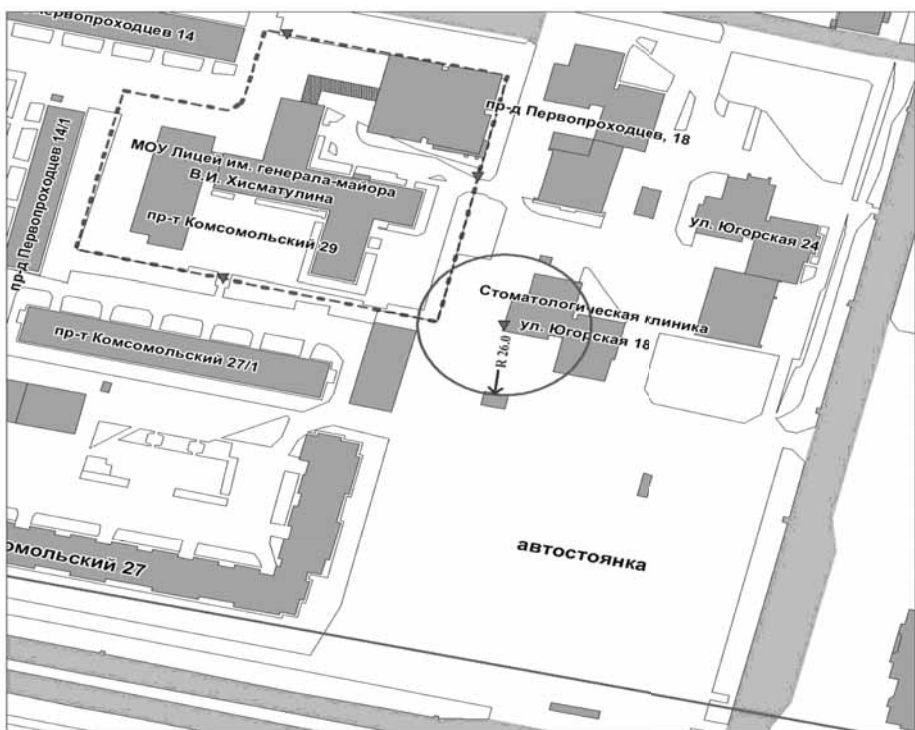 Первопроходцев 14
пр-д Первопроходцев, 18
пр-д Первопроходцев 14/1
МОУ Лицей им. генерала-майора
В.И. Хисматулина
пр-т Комсомольский 29
ул. Югорская 24
Стоматологическая клиника
ул. Югорская 18
R 26.0
пр-т Комсомольский 27/1
автостоянка
омольский 27